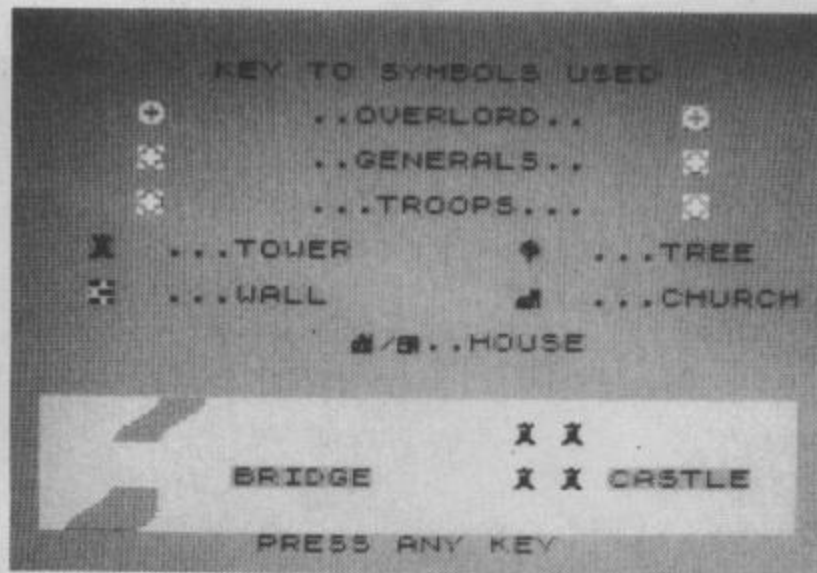 KEY TO SYMBOLS USED
..OVERLORD..
..GENERALS..
...TROOPS...
...TOWER ...TREE
...WALL ...CHURCH
/ ..HOUSE
BRIDGE CASTLE
PRESS ANY KEY